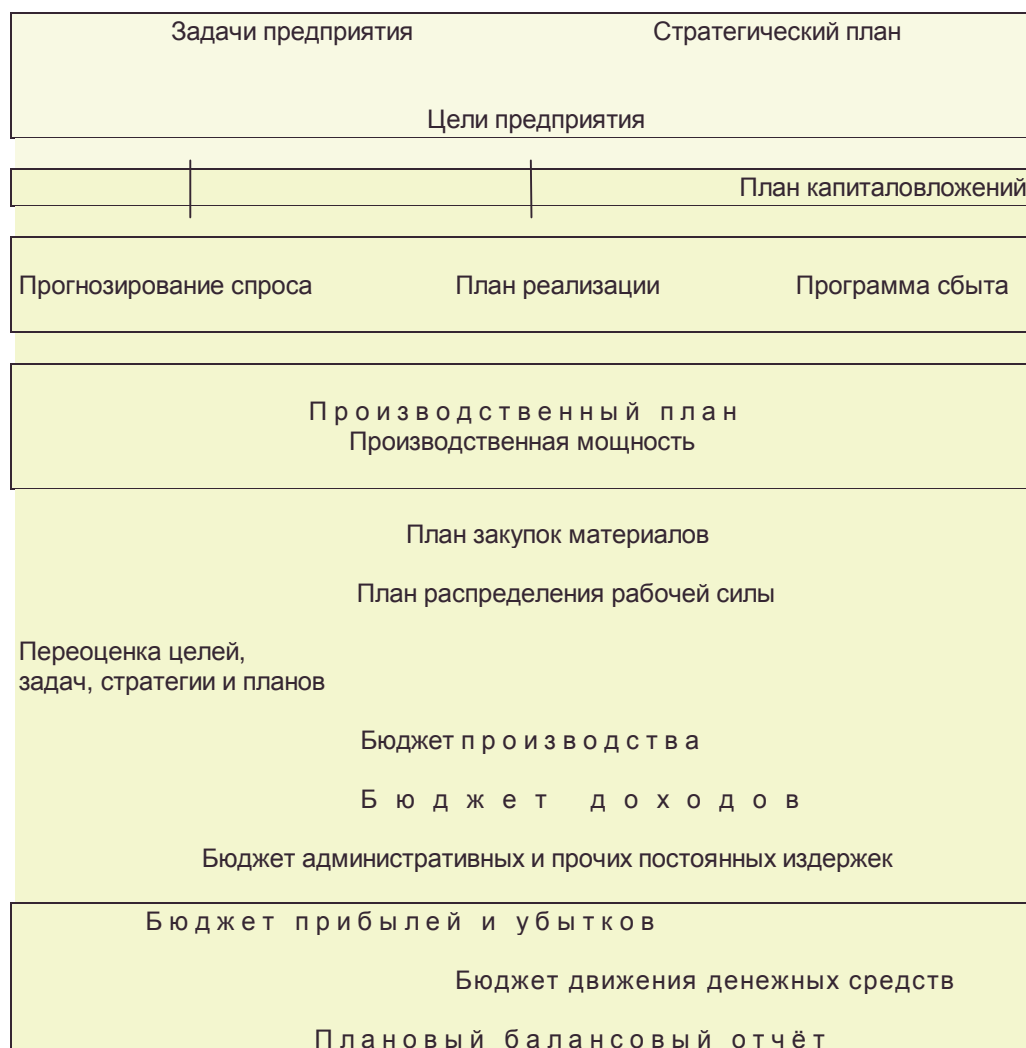 Задачи предприятия Стратегический план
Цели предприятия
План капиталовложений
Прогнозирование спроса План реализации Программа сбыта
Производственный план
Производственная мощность
План закупок материалов
План распределения рабочей силы
Переоценка целей,
задач, стратегии и планов
Бюджет производства
Бюджет доходов
Бюджет административных и прочих постоянных издержек
Бюджет прибылей и убытков
Бюджет движения денежных средств
Плановый балансовый отчёт